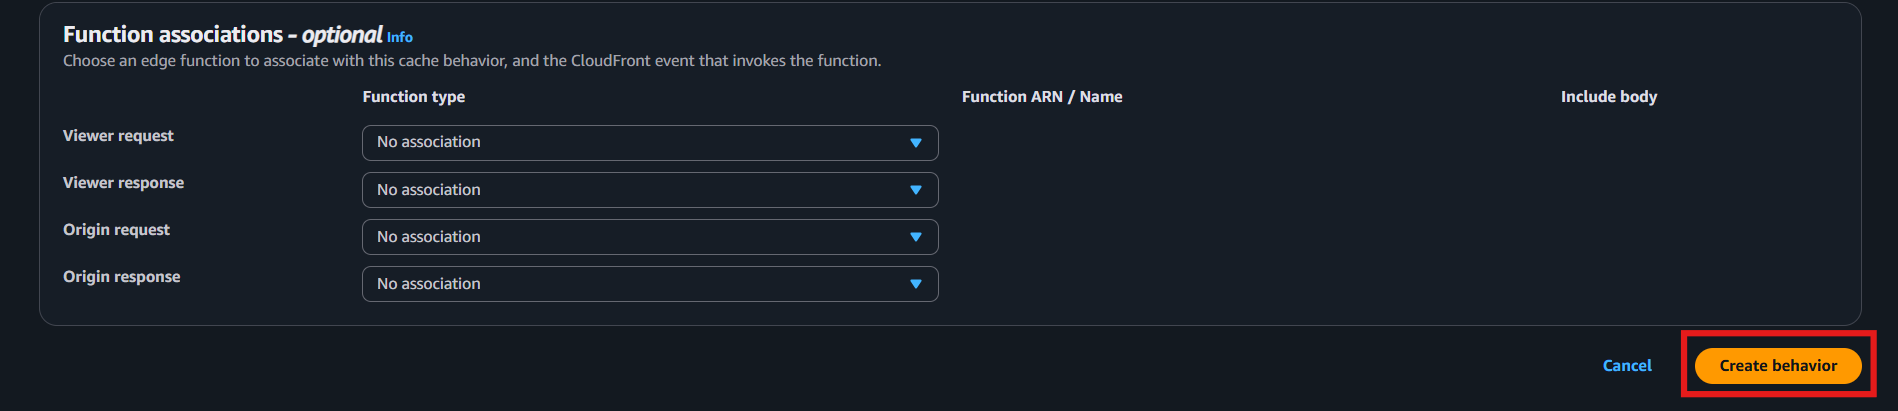 Function associations - optional Info
Choose an edge function to associate with this cache behavior, and the CloudFront event that invokes the function.
Function type Function ARN / Name Include body
Viewer request No association
Viewer response No association
Origin request No association
Origin response No association
Cancel Create behavior